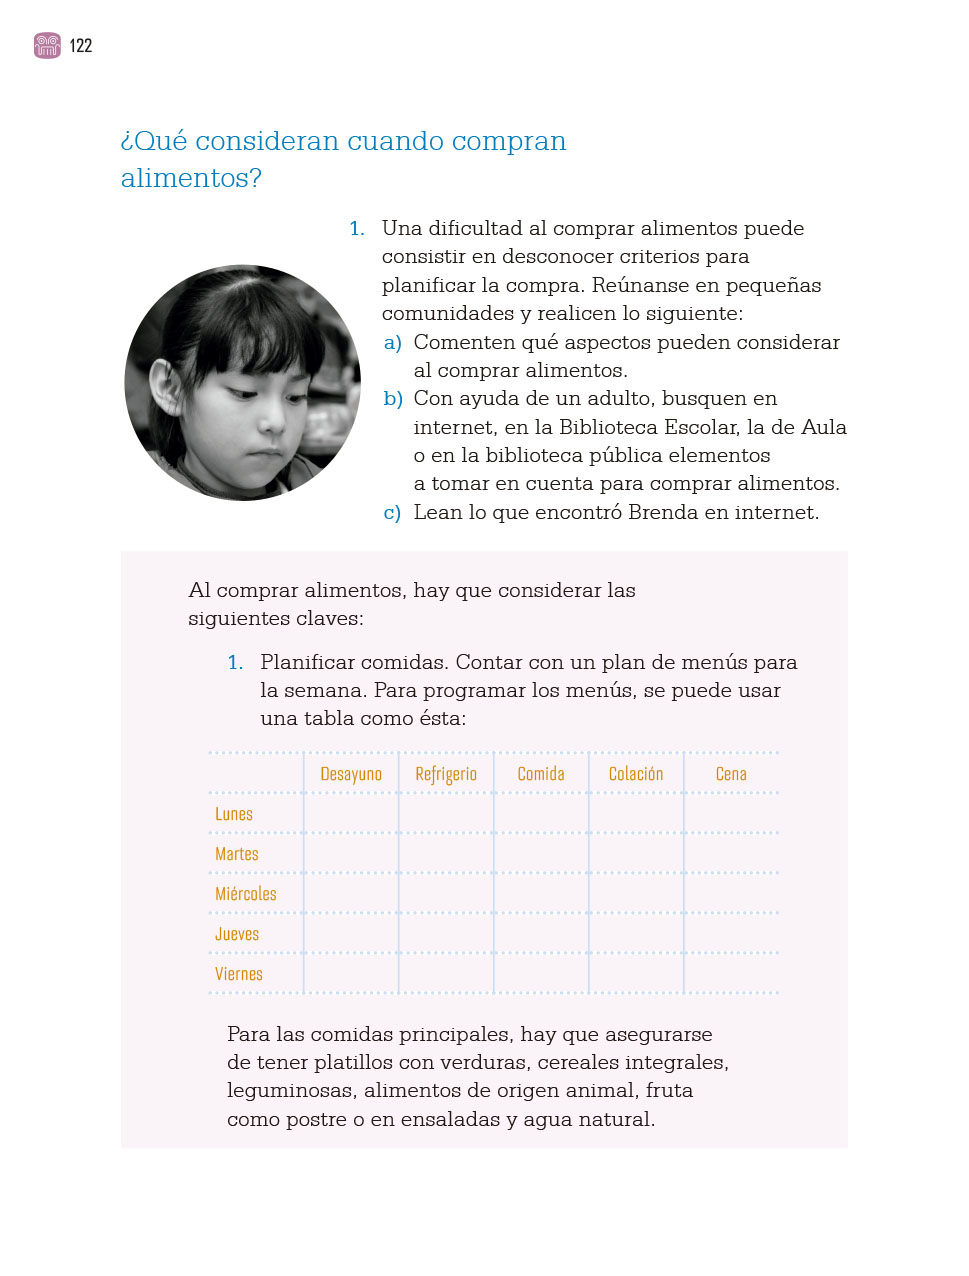 122
¿Qué consideran cuando compran
alimentos?
1. Una dificultad al comprar alimentos puede
consistir en desconocer criterios para
planificar la compra. Reúnanse en pequeñas
comunidades y realicen lo siguiente:
a) Comenten qué aspectos pueden considerar
al comprar alimentos.
b) Con ayuda de un adulto, busquen en
internet, en la Biblioteca Escolar, la de Aula
o en la biblioteca pública elementos
a tomar en cuenta para comprar alimentos.
c) Lean lo que encontró Brenda en internet.
Al comprar alimentos, hay que considerar las
siguientes claves:
1. Planificar comidas. Contar con un plan de menús para
la semana. Para programar los menús, se puede usar
una tabla como ésta:
Desayuno Refrigerio Comida Colación Cena
Lunes
Martes
Miércoles
Jueves
Viernes
Para las comidas principales, hay que asegurarse
de tener platillos con verduras, cereales integrales,
leguminosas, alimentos de origen animal, fruta
como postre o en ensaladas y agua natural.